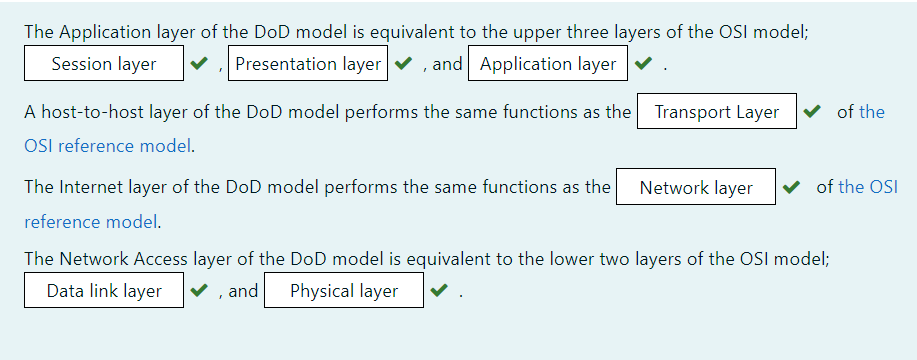 The Application layer of the DoD model is equivalent to the upper three layers of the OSI model;
Session layer , Presentation layer , and Application layer .
A host-to-host layer of the DoD model performs the same functions as the Transport Layer of the
OSI reference model.
The Internet layer of the DoD model performs the same functions as the Network layer of the OSI
reference model.
The Network Access layer of the DoD model is equivalent to the lower two layers of the OSI model;
Data link layer , and Physical layer .